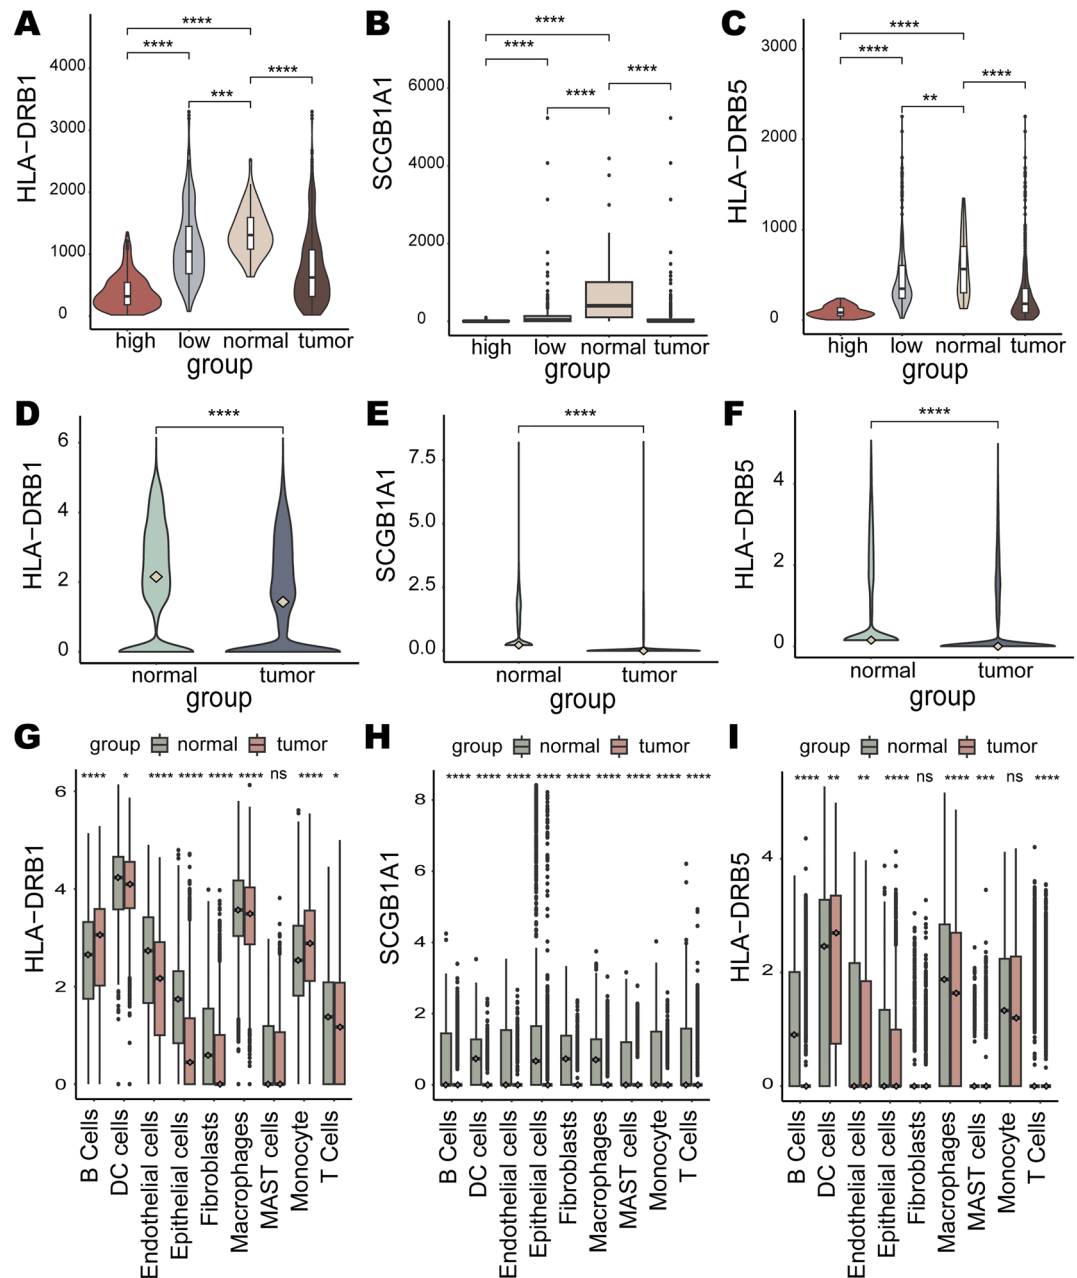 A
HLA−DRB1
4000
3000
2000
1000
0
****
****
***
****
high low normal tumor
group
B
SCGB1A1
6000
4000
2000
0
****
****
****
****
high low normal tumor
group
C
HLA−DRB5
3000
2000
1000
0
****
****
**
****
high low normal tumor
group
D
HLA−DRB1
6
4
2
0
****
normal tumor
group
E
SCGB1A1
7.5
5.0
2.5
0.0
****
normal tumor
group
F
HLA−DRB5
4
2
0
****
normal tumor
group
G
group normal tumor
HLA−DRB1
6
4
2
0
**** * **** **** **** **** ns **** *
B Cells
DC cells
Endothelial cells
Epithelial cells
Fibroblasts
Macrophages
MAST cells
Monocyte
T Cells
H
group normal tumor
SCGB1A1
8
6
4
2
0
**** **** **** **** **** **** **** **** ****
B Cells
DC cells
Endothelial cells
Epithelial cells
Fibroblasts
Macrophages
MAST cells
Monocyte
T Cells
I
group normal tumor
HLA−DRB5
4
2
0
**** ** ** **** ns **** *** ns ****
B Cells
DC cells
Endothelial cells
Epithelial cells
Fibroblasts
Macrophages
MAST cells
Monocyte
T Cells